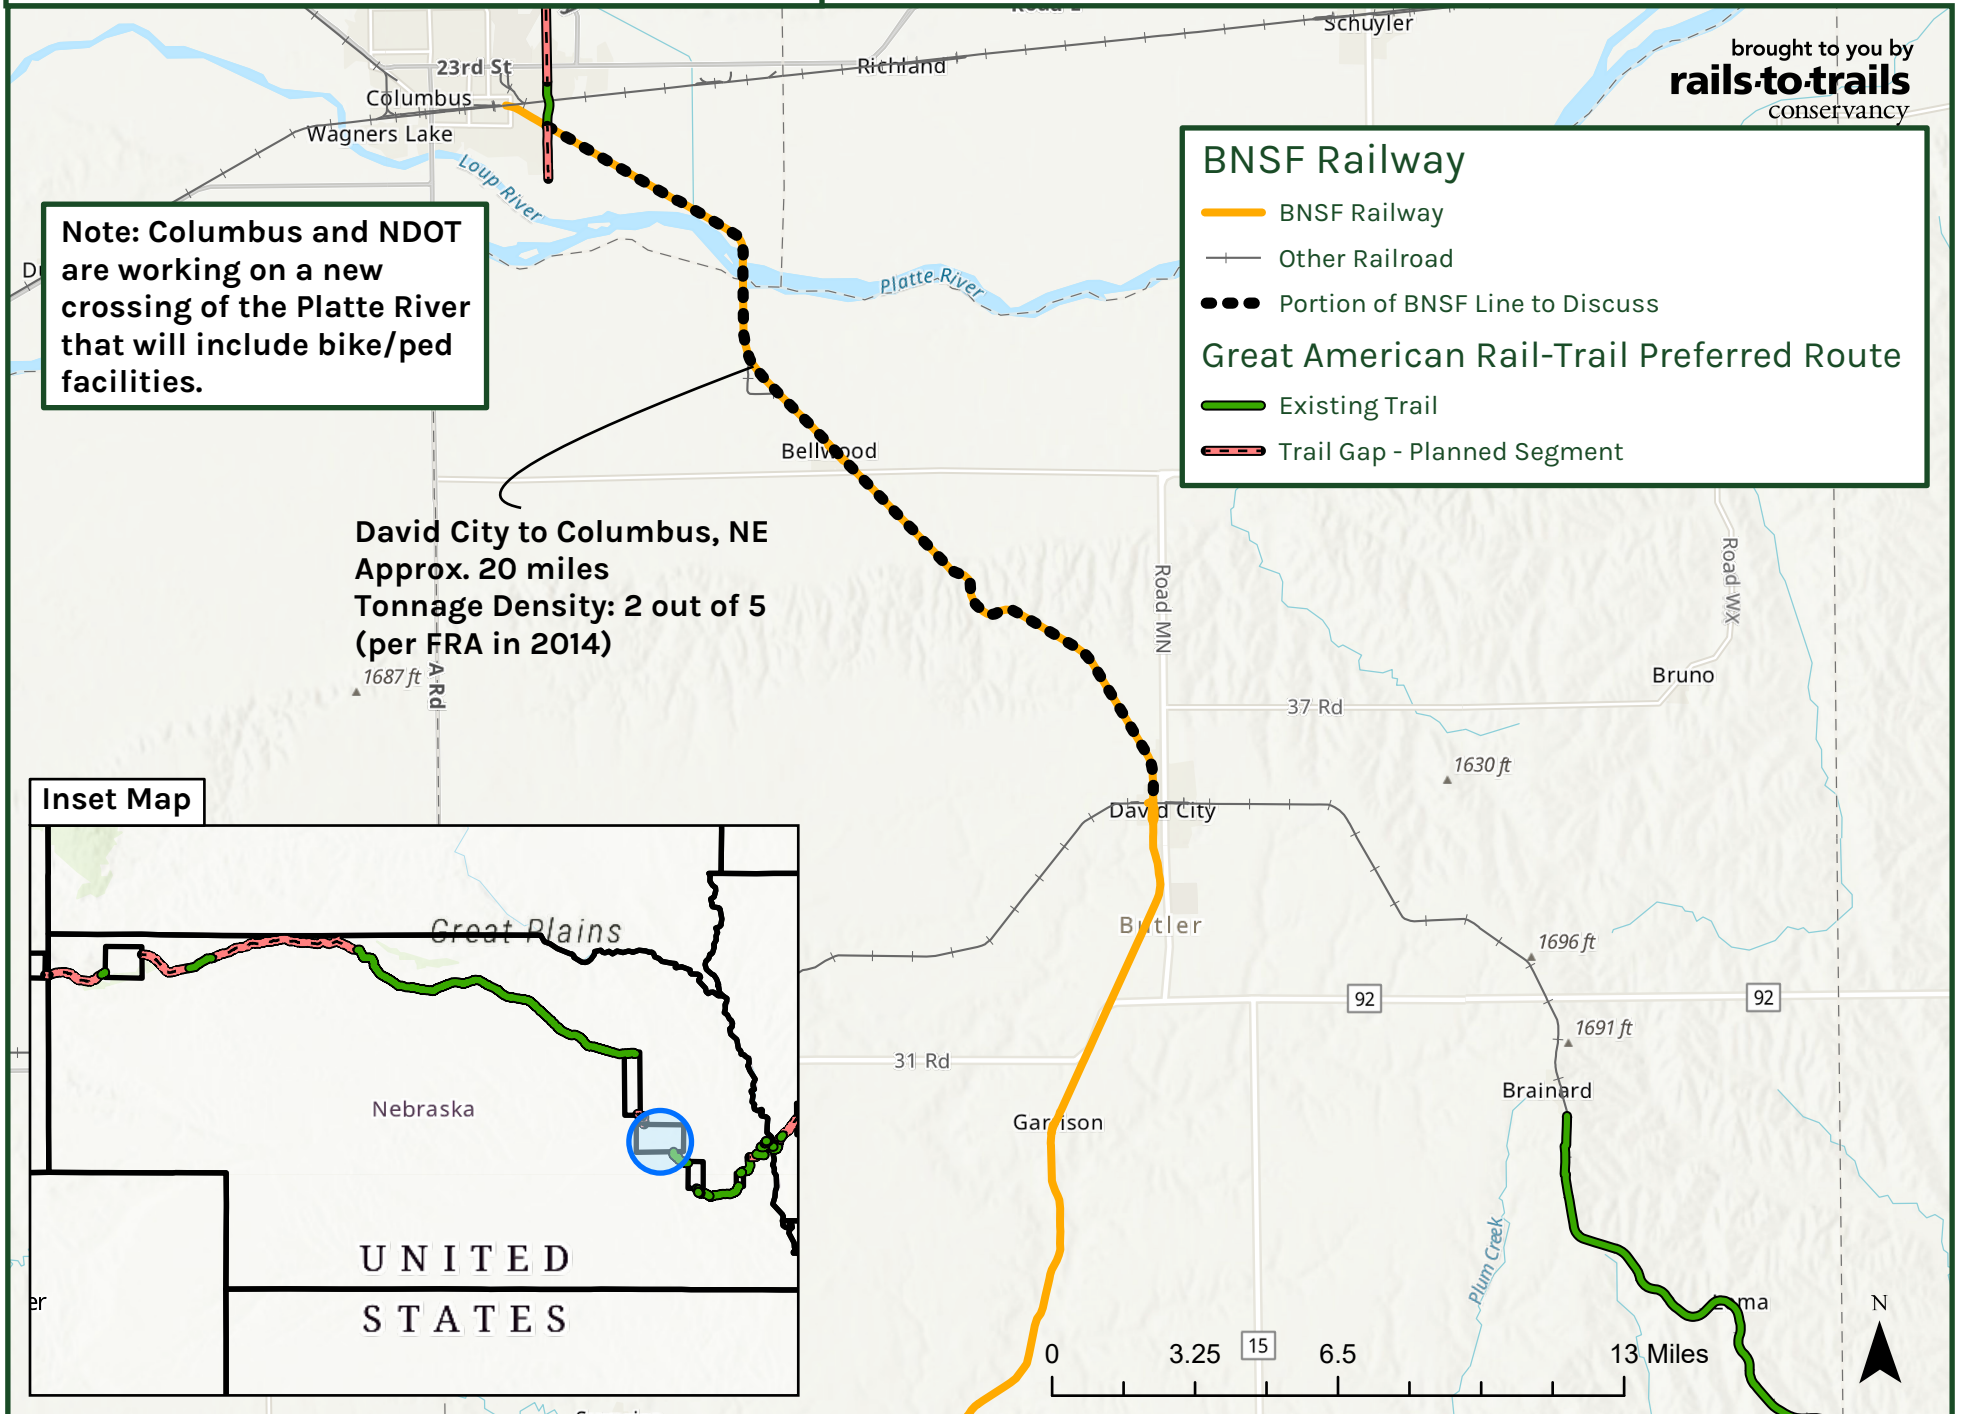 Schuyler
brought to you by
rails-to-trails
conservancy
23rd St
Richland
Columbus
Wagners Lake
Loup River
Platte River
BNSF Railway
BNSF Railway
Other Railroad
Portion of BNSF Line to Discuss
Great American Rail-Trail Preferred Route
Existing Trail
Trail Gap - Planned Segment
Note: Columbus and NDOT
are working on a new
crossing of the Platte River
that will include bike/ped
facilities.
Bellwood
David City to Columbus, NE
Approx. 20 miles
Tonnage Density: 2 out of 5
(per FRA in 2014)
1687 ft
A Rd
Road MN
Road WX
Bruno
37 Rd
1630 ft
David City
Butler
1696 ft
92
92
1691 ft
31 Rd
Brainard
Garrison
Plum Creek
15
Inset Map
Great Plains
Nebraska
UNITED
STATES
er
0 3.25 6.5 13 Miles
N